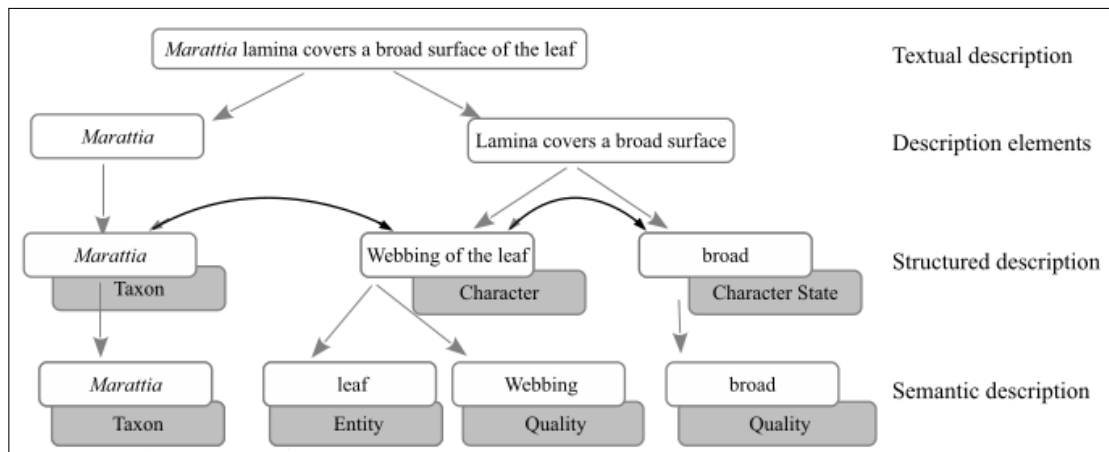 Marattia lamina covers a broad surface of the leaf
Textual description
Marattia
Lamina covers a broad surface
Description elements
Marattia
Taxon
Webbing of the leaf
Character
broad
Character State
Structured description
Marattia
Taxon
leaf
Entity
Webbing
Quality
broad
Quality
Semantic description